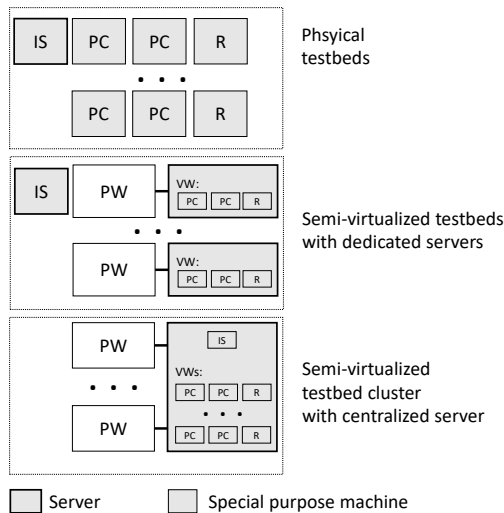 IS PC PC R
Phsyical
testbeds
. . .
PC PC R
IS PW VW:
PC PC R
. . .
Semi-virtualized testbeds
with dedicated servers
PW VW:
PC PC R
PW IS
Semi-virtualized
testbed cluster
with centralized server
VWs:
. . . PC PC R
. . .
PW PC PC R
Server Special purpose machine